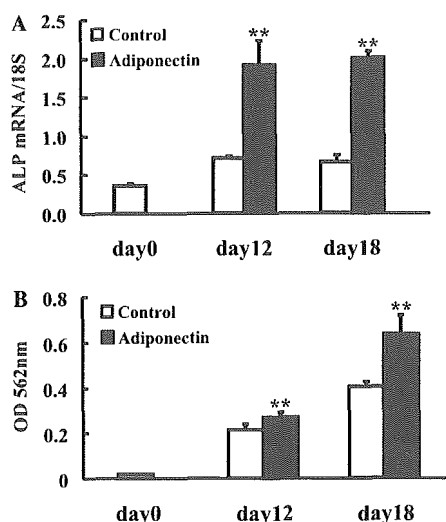 A
ALP mRNA/18S
2.5
2.0
1.5
1.0
0.5
0.0
Control
Adiponectin
**
**
day0 day12 day18
B
OD 562nm
0.8
0.6
0.4
0.2
0
Control
Adiponectin
**
**
day0 day12 day18